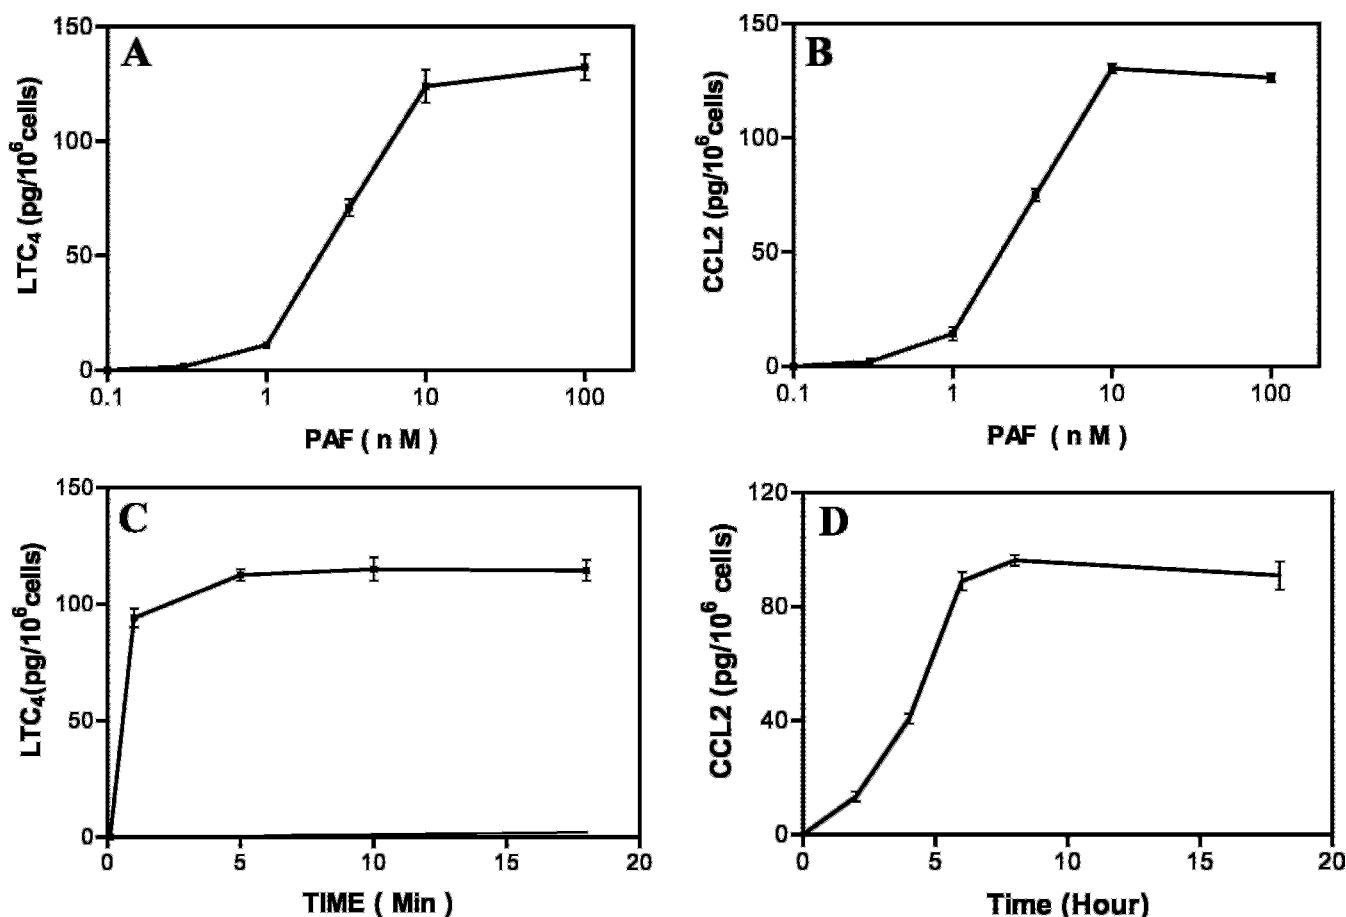 A
LTC4 (pg/10^6cells)
150
100
50
0
0.1 1 10 100
PAF ( n M )
B
CCL2 (pg/10^6cells)
150
100
50
0
0.1 1 10 100
PAF ( n M )
C
LTC4(pg/10^6cells)
150
100
50
0
0 5 10 15 20
TIME ( Min )
D
CCL2 (pg/10^6 cells)
120
80
40
0
0 5 10 15 20
Time (Hour)